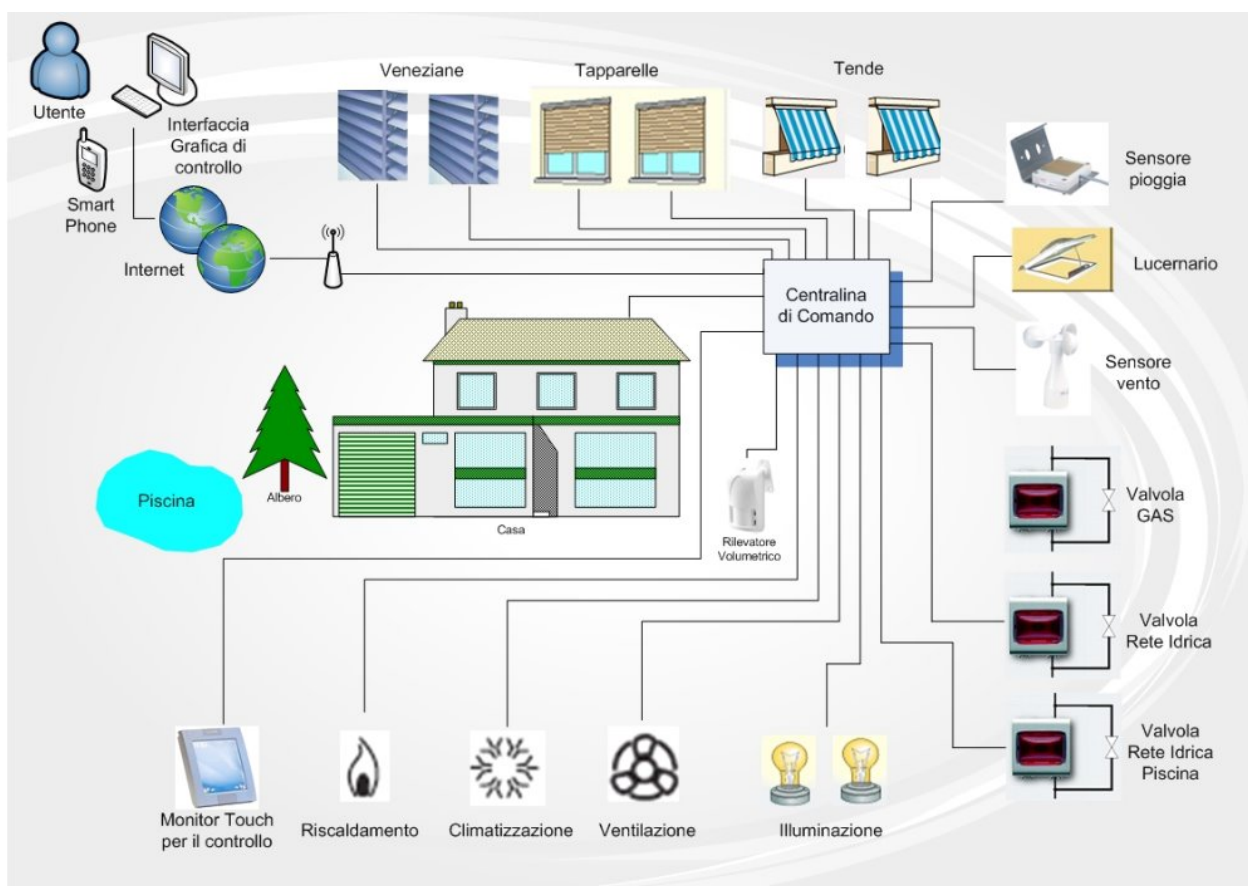 Utente
Interfaccia
Grafica di
controllo
Smart
Phone
Internet
Veneziane
Tapparelle
Tende
Sensore
pioggia
Lucernario
Centralina
di Comando
Sensore
vento
Piscina
Albero
Casa
Rilevatore
Volumetrico
Valvola
GAS
Valvola
Rete Idrica
Valvola
Rete Idrica
Piscina
Monitor Touch
per il controllo
Riscaldamento
Climatizzazione
Ventilazione
Illuminazione